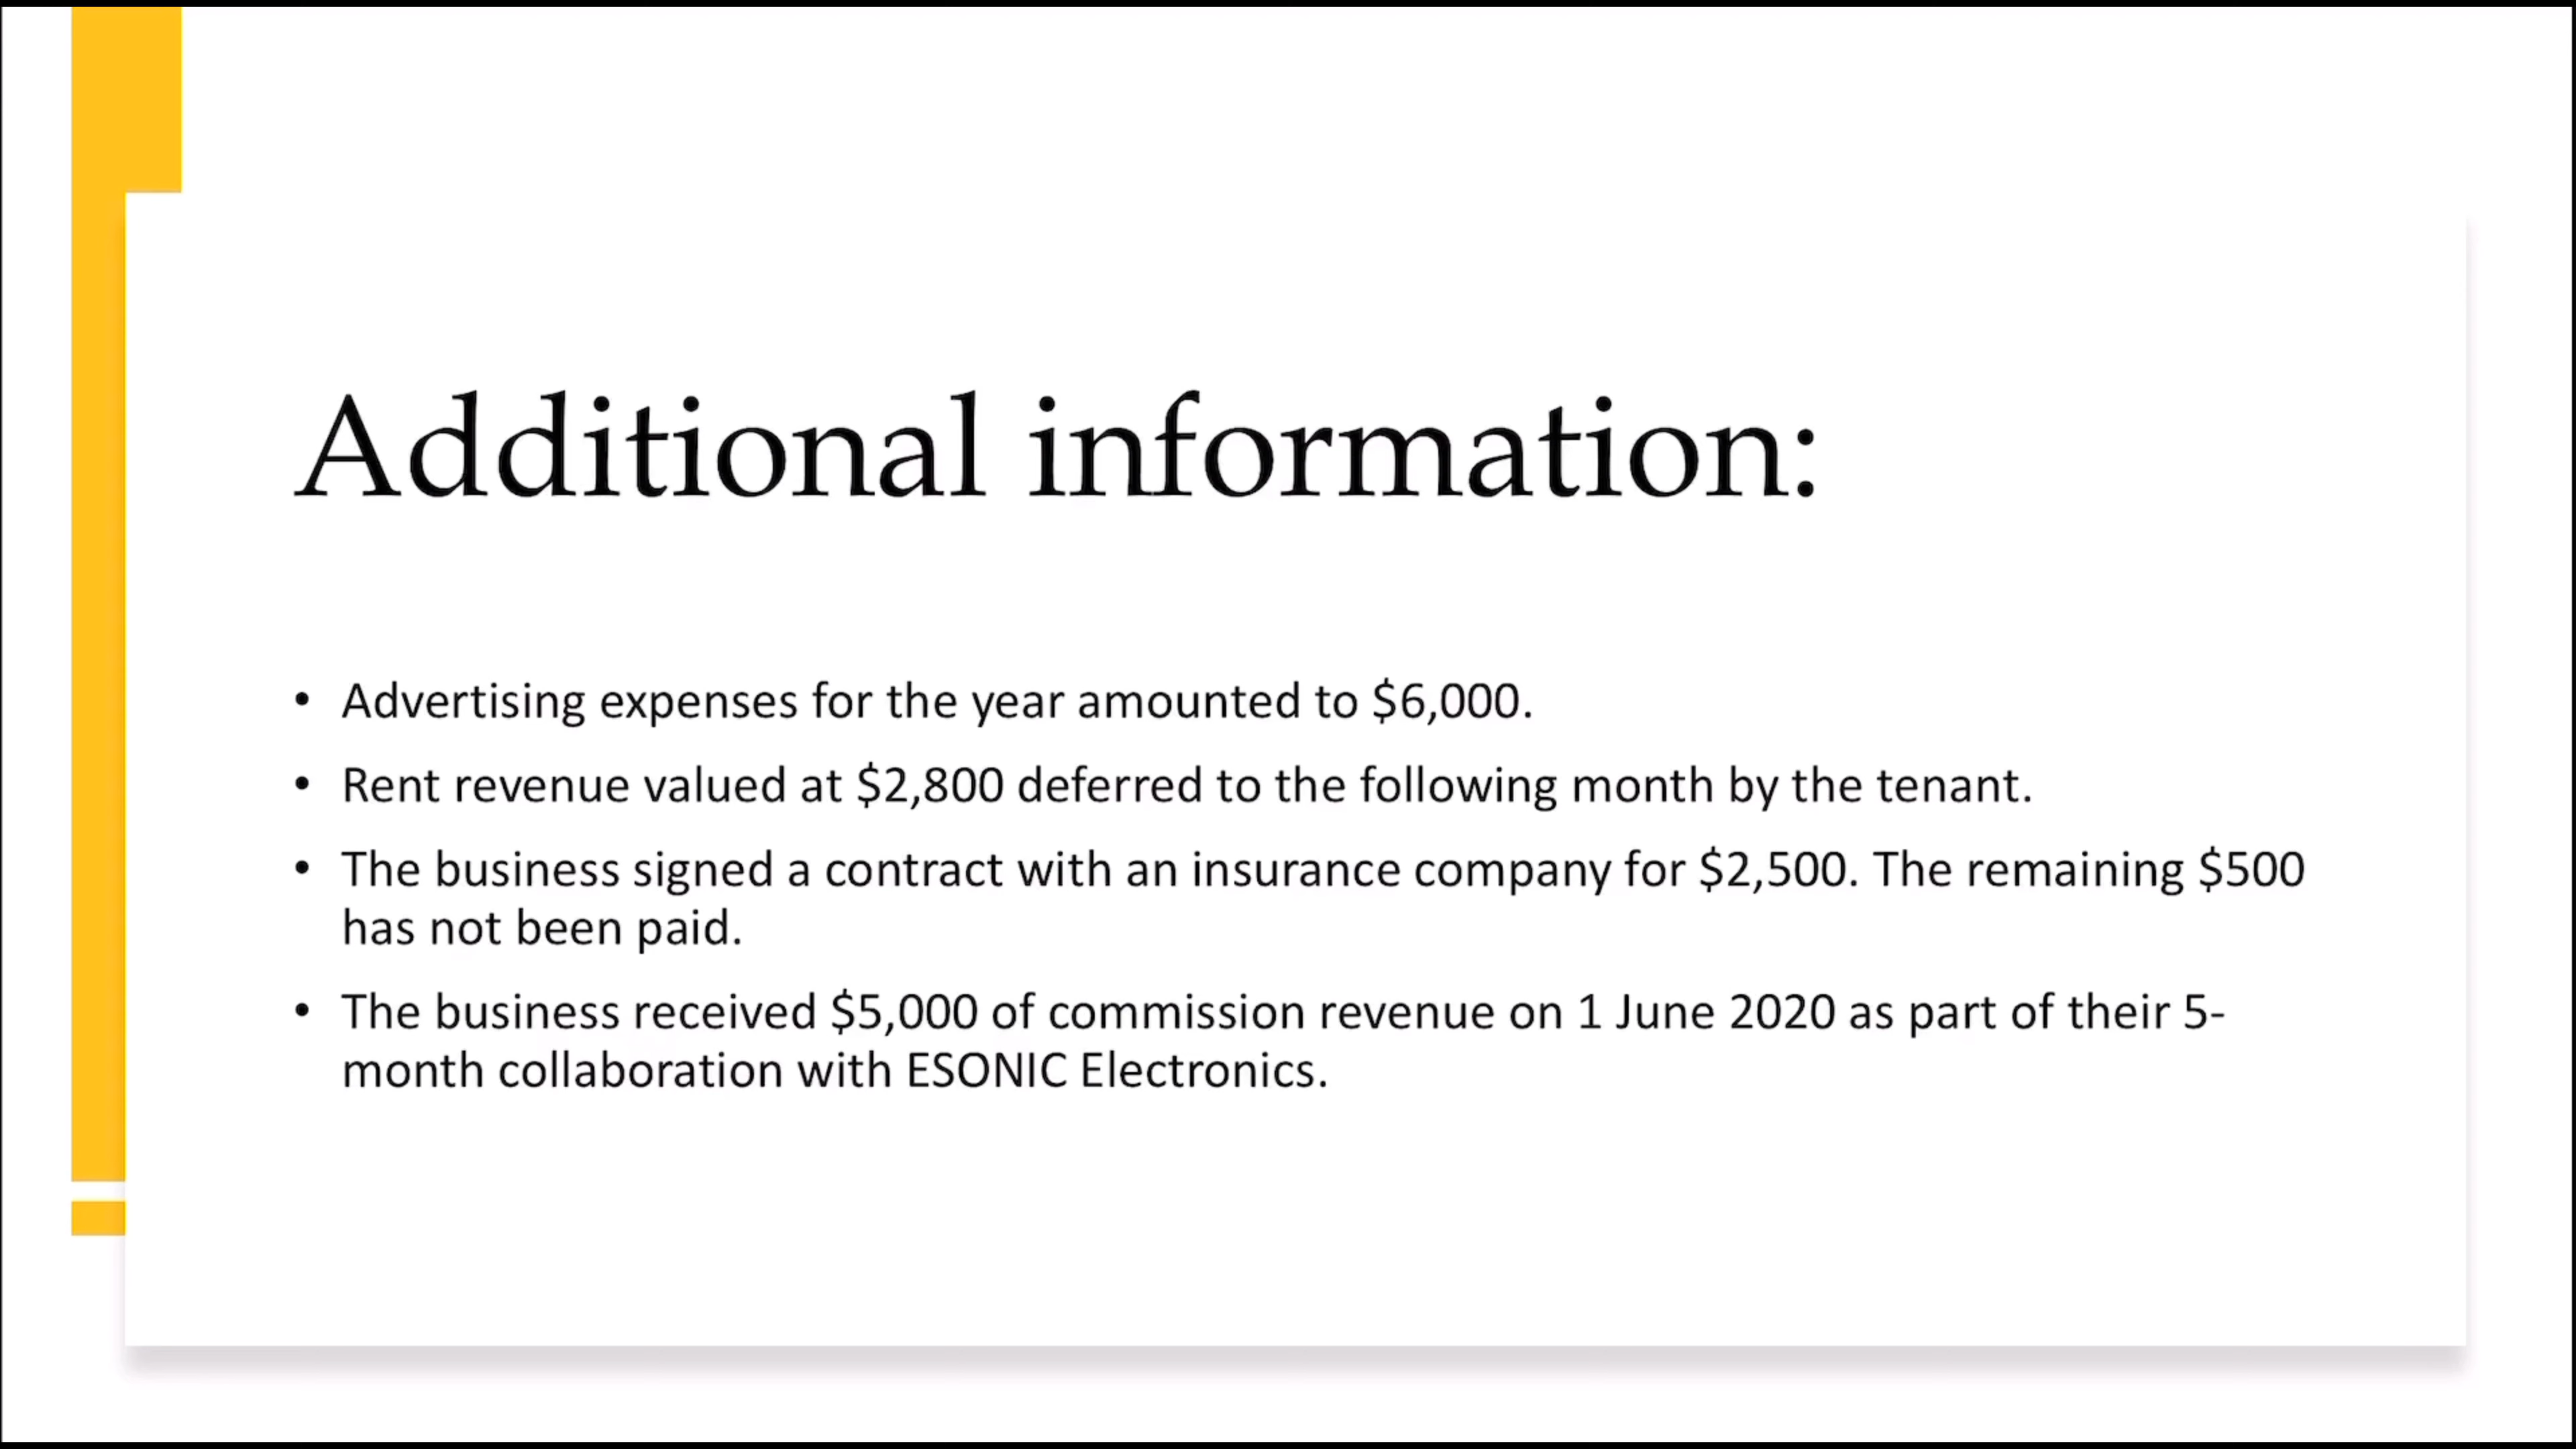 Additional information:
• Advertising expenses for the year amounted to $6,000.
• Rent revenue valued at $2,800 deferred to the following month by the tenant.
• The business signed a contract with an insurance company for $2,500. The remaining $500
has not been paid.
• The business received $5,000 of commission revenue on 1 June 2020 as part of their 5-
month collaboration with ESONIC Electronics.